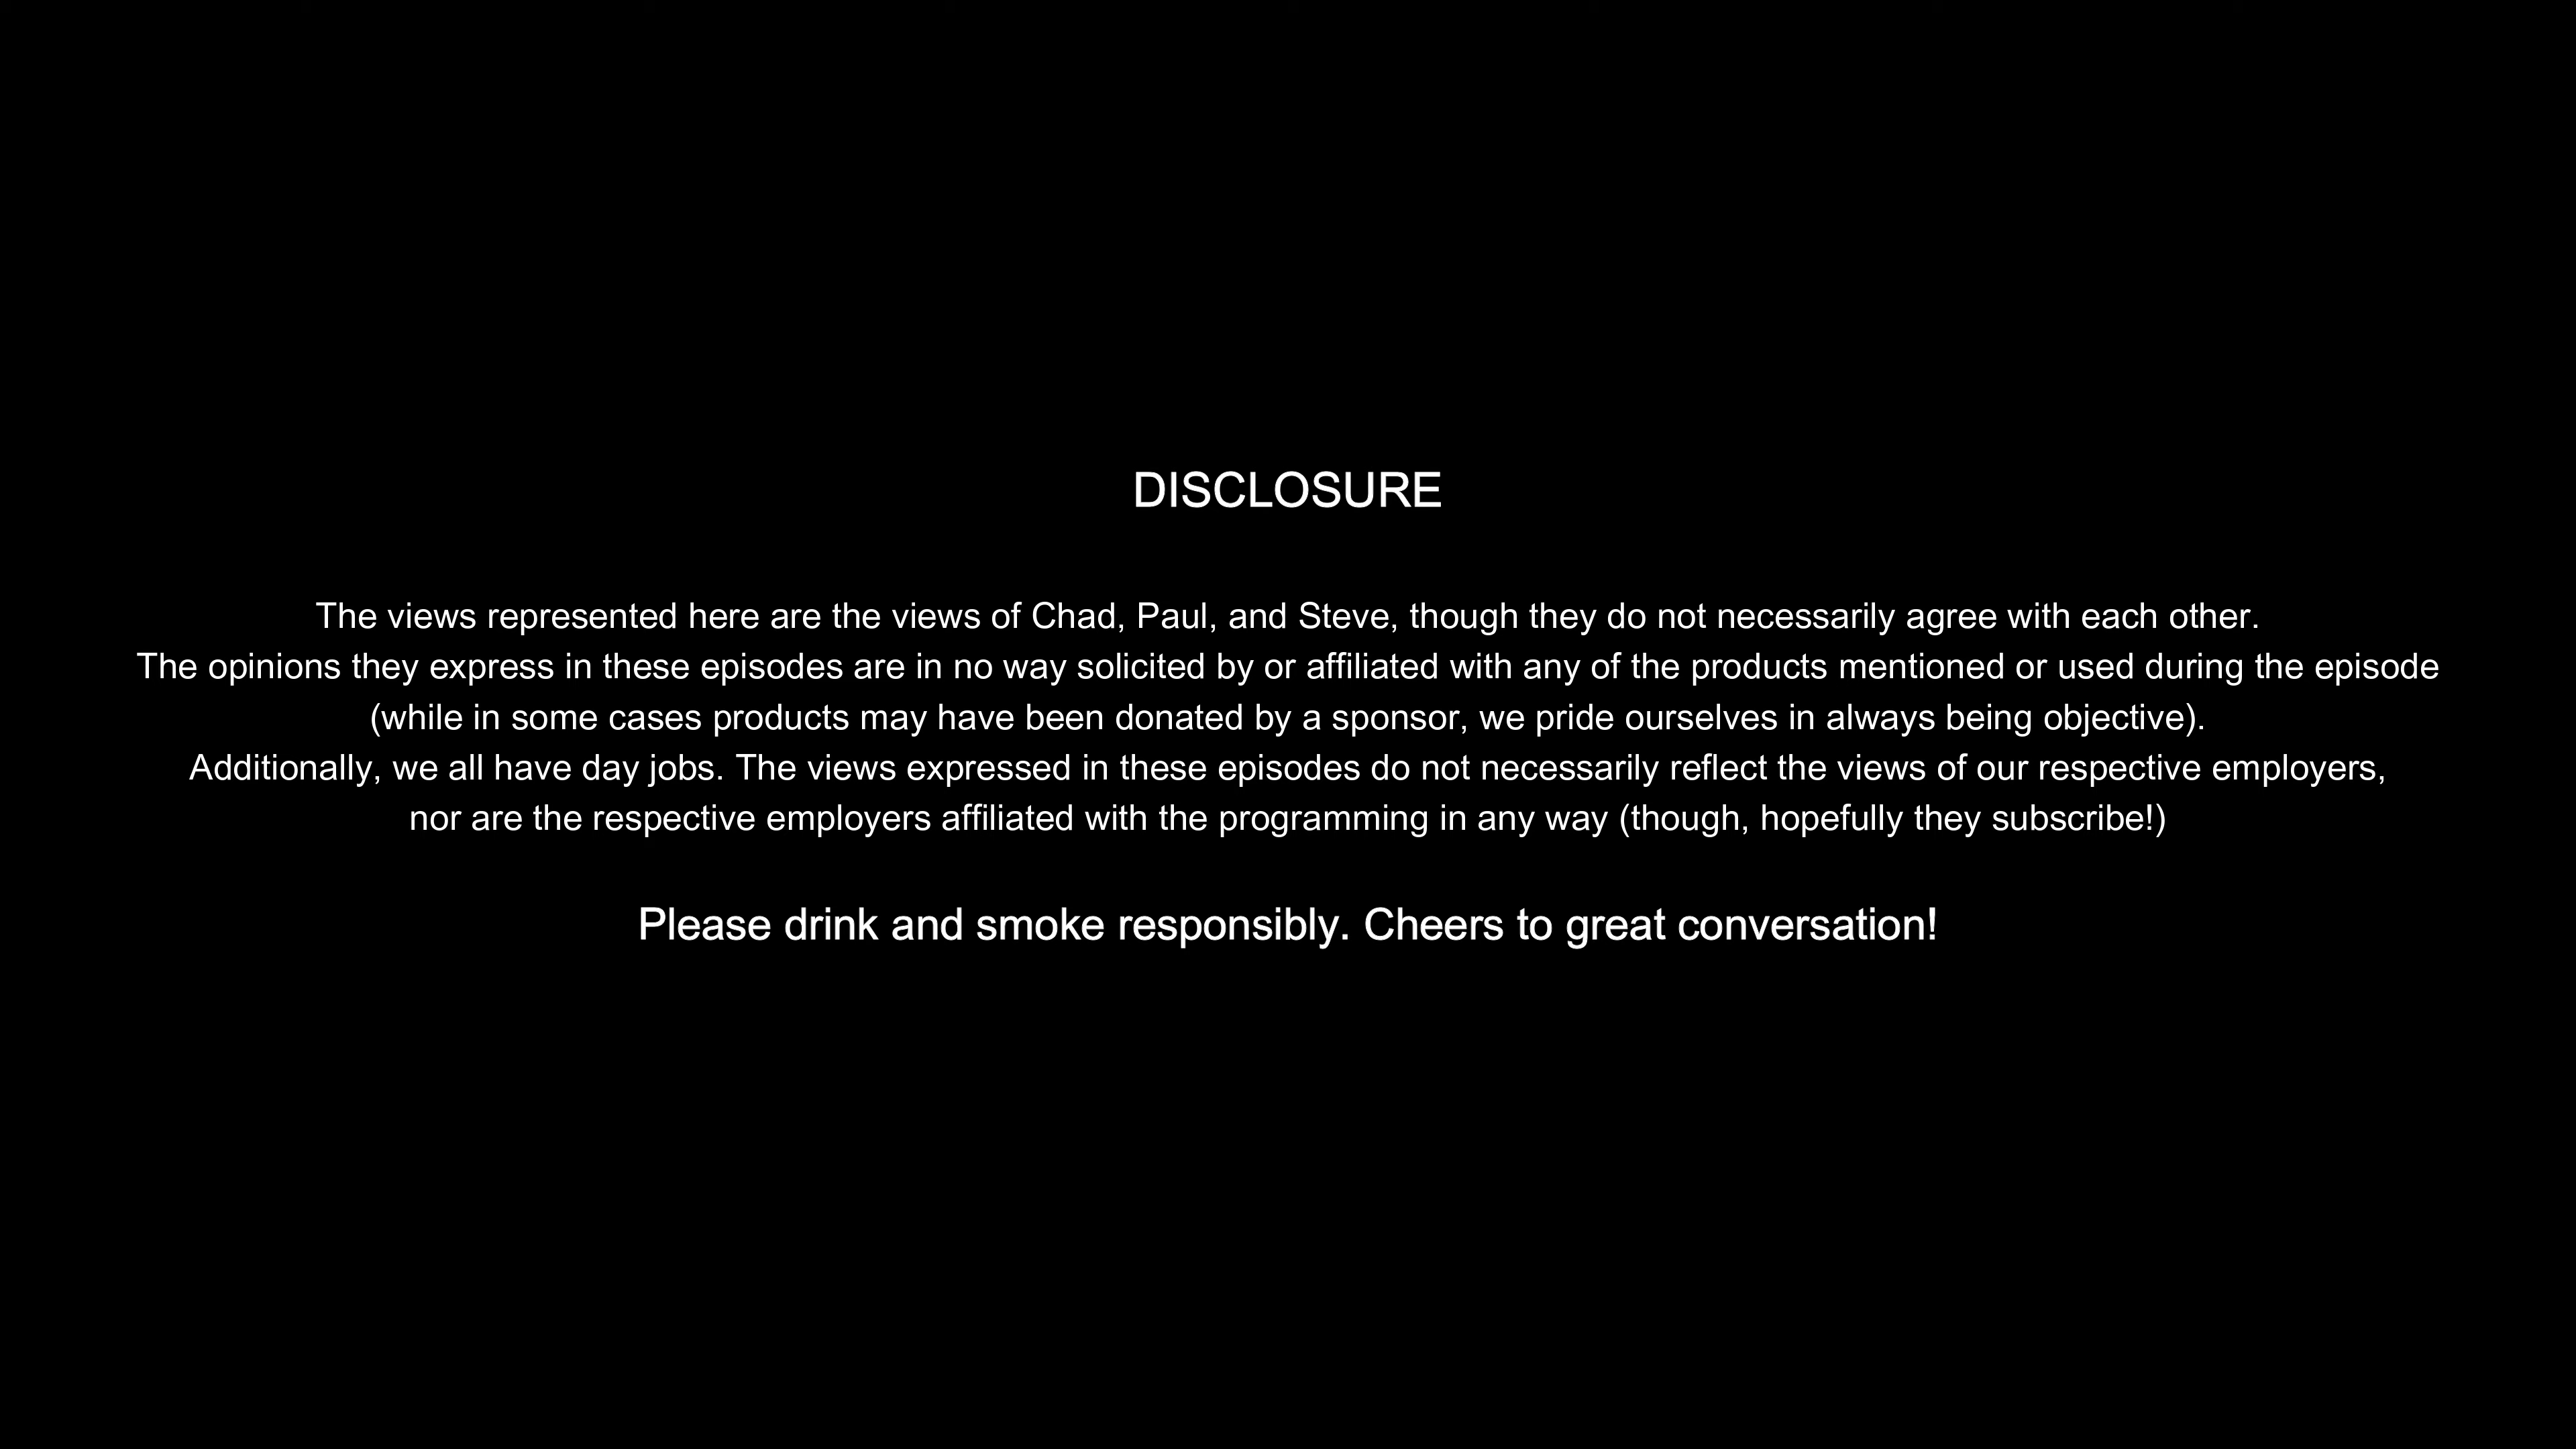 DISCLOSURE
The views represented here are the views of Chad, Paul, and Steve, though they do not necessarily agree with each other.
The opinions they express in these episodes are in no way solicited by or affiliated with any of the products mentioned or used during the episode
(while in some cases products may have been donated by a sponsor, we pride ourselves in always being objective).
Additionally, we all have day jobs. The views expressed in these episodes do not necessarily reflect the views of our respective employers,
nor are the respective employers affiliated with the programming in any way (though, hopefully they subscribe!)
Please drink and smoke responsibly. Cheers to great conversation!